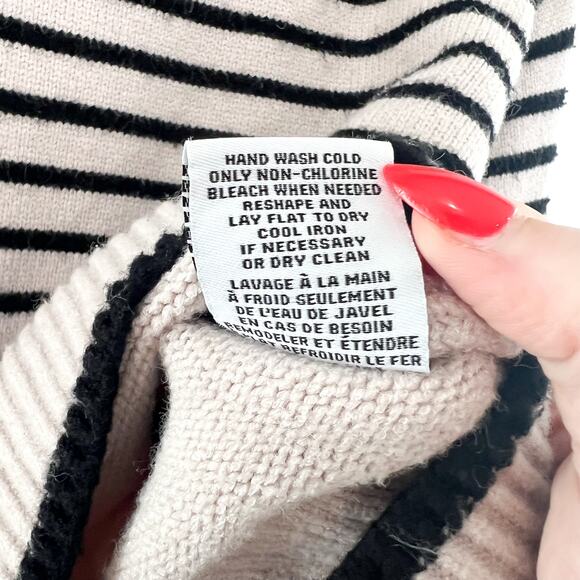 HAND WASH COLD
ONLY NON-CHLORINE
BLEACH WHEN NEEDED
RESHAPE AND
LAY FLAT TO DRY
COOL IRON
IF NECESSARY
OR DRY CLEAN
LAVAGE À LA MAIN
À FROID SEULEMENT
DE L'EAU DE JAVEL
EN CAS DE BESOIN
REMODELER ET ÉTENDRE
ET REFROIDIR LE FER